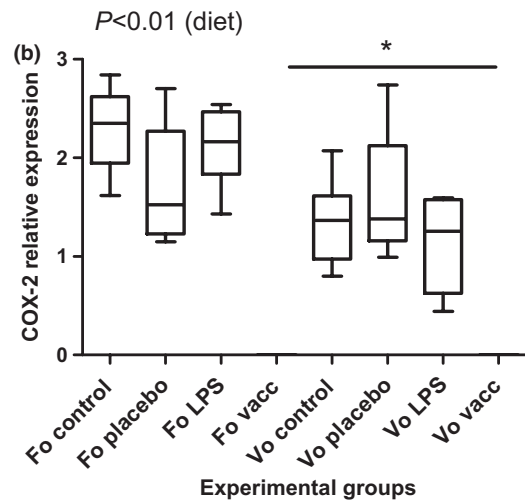 P<0.01 (diet)
(b)
*
COX-2 relative expression
3
2
1
0
Fo control
Fo placebo
Fo LPS
Fo vacc
Vo control
Vo placebo
Vo LPS
Vo vacc
Experimental groups